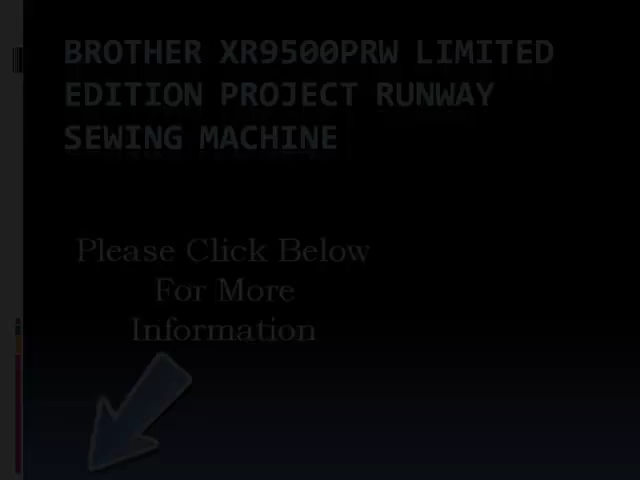 BROTHER XR9500PRW LIMITED
EDITION PROJECT RUNWAY
SEWING MACHINE
Please Click Below
For More
Information